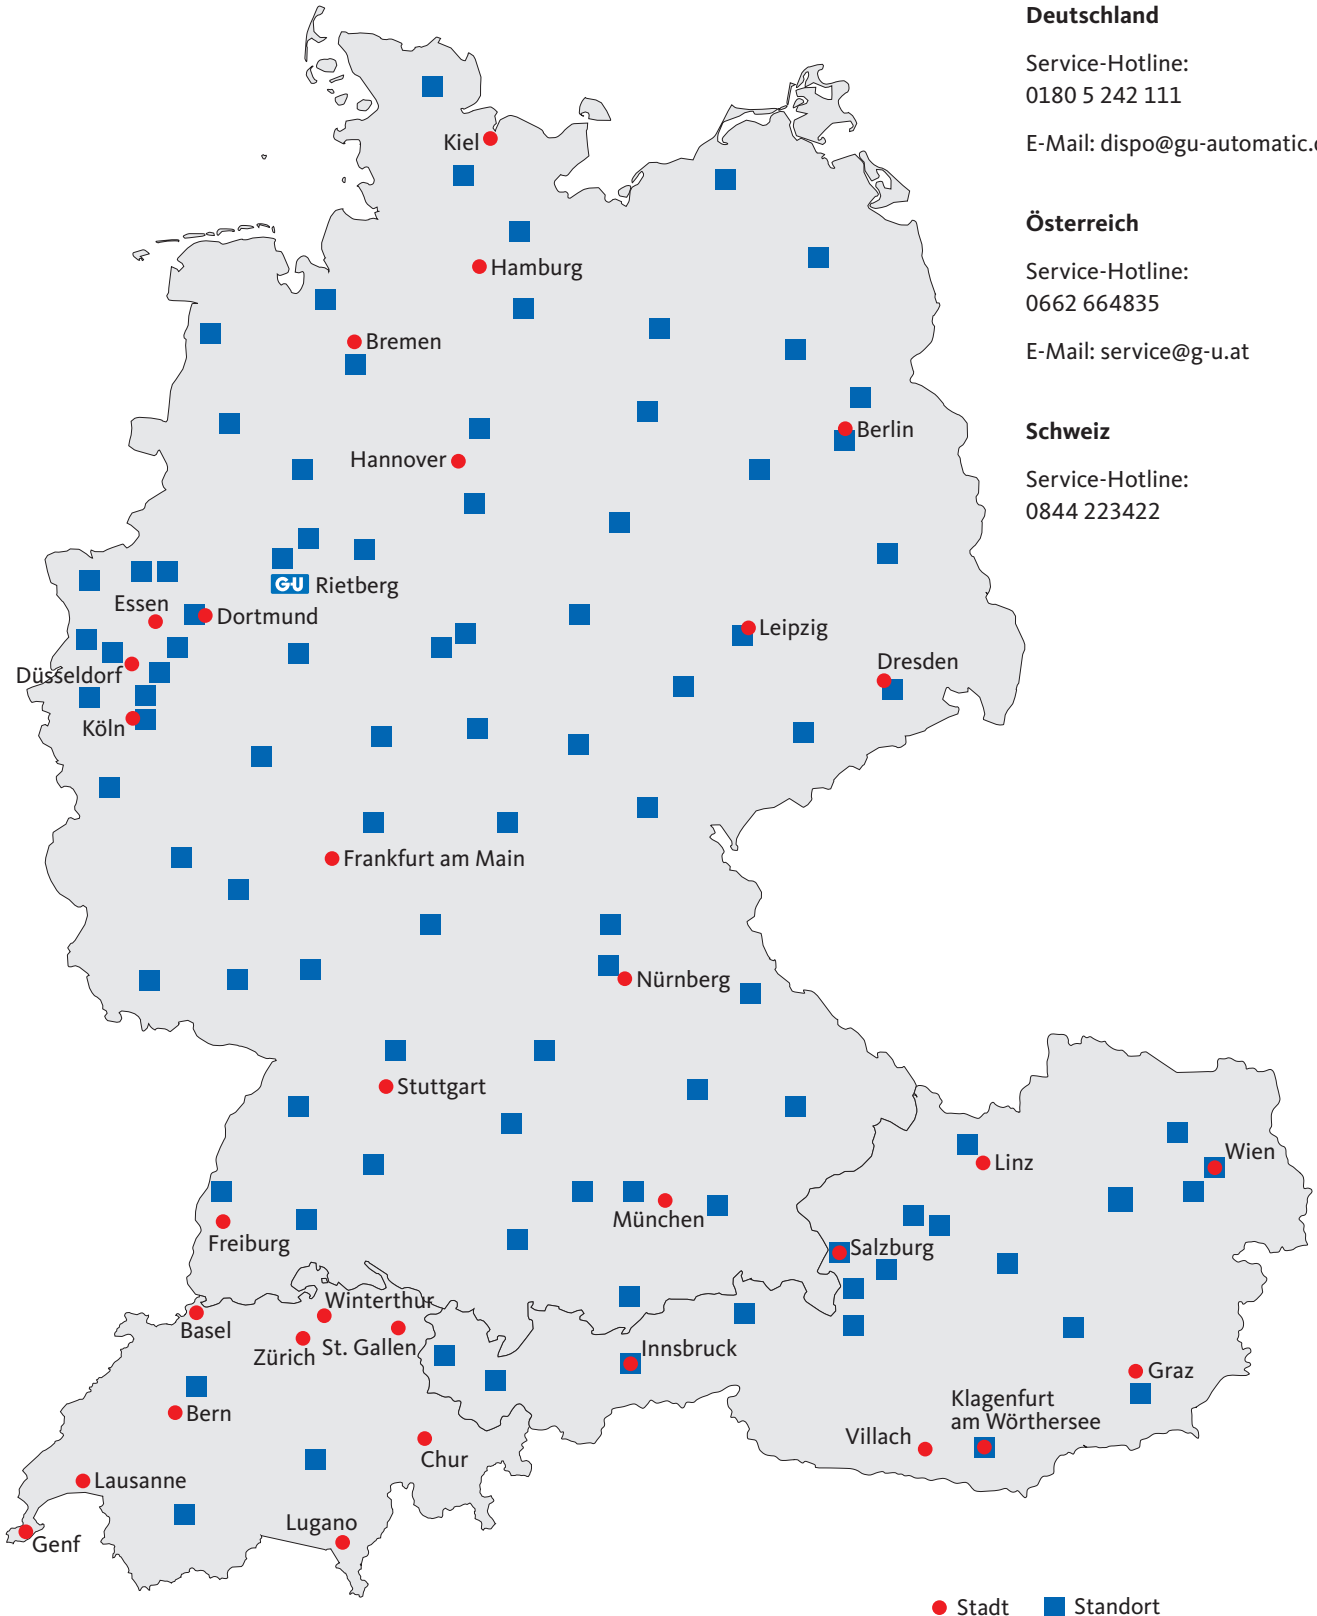 Deutschland
Service-Hotline:
0180 5 242 111
E-Mail: dispo@gu-automatic.
Österreich
Service-Hotline:
0662 664835
E-Mail: service@g-u.at
Schweiz
Service-Hotline:
0844 223422
Kiel
Hamburg
Bremen
Berlin
Hannover
G-U Rietberg
Essen
Dortmund
Leipzig
Düsseldorf
Dresden
Köln
Frankfurt am Main
Nürnberg
Stuttgart
Linz
Wien
München
Freiburg
Salzburg
Winterthur
Basel
Zürich
St. Gallen
Innsbruck
Graz
Klagenfurt
am Wörthersee
Bern
Villach
Chur
Lausanne
Lugano
Genf
Stadt
Standort